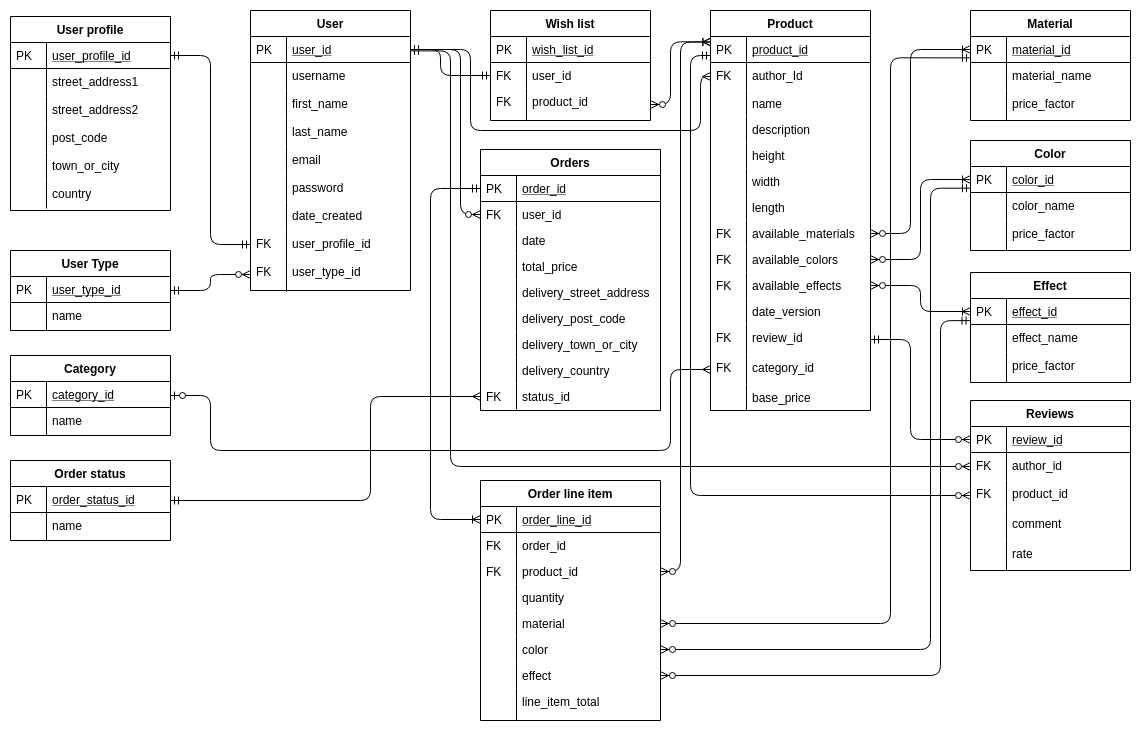 User profile
PK user_profile_id
street_address1
street_address2
post_code
town_or_city
country
User Type
PK user_type_id
name
Category
PK category_id
name
Order status
PK order_status_id
name
User
PK user_id
username
first_name
last_name
email
password
date_created
FK user_profile_id
FK user_type_id
Wish list
PK wish_list_id
FK user_id
FK product_id
Orders
PK order_id
FK user_id
date
total_price
delivery_street_address
delivery_post_code
delivery_town_or_city
delivery_country
FK status_id
Order line item
PK order_line_id
FK order_id
FK product_id
quantity
material
color
effect
line_item_total
Product
PK product_id
FK author_Id
name
description
height
width
length
FK available_materials
FK available_colors
FK available_effects
date_version
FK review_id
FK category_id
base_price
Material
PK material_id
material_name
price_factor
Color
PK color_id
color_name
price_factor
Effect
PK effect_id
effect_name
price_factor
Reviews
PK review_id
FK author_id
FK product_id
comment
rate